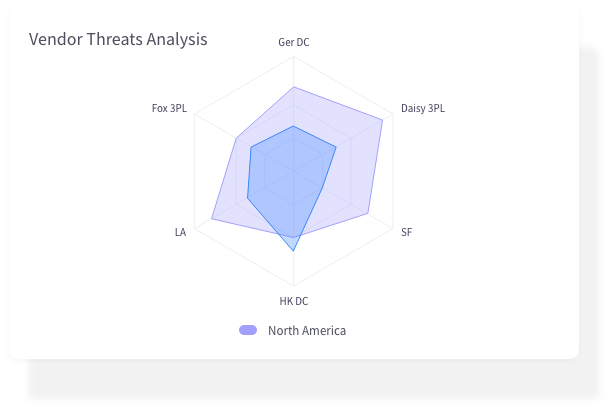 Vendor Threats Analysis
Ger DC
Fox 3PL
Daisy 3PL
LA
SF
HK DC
North America